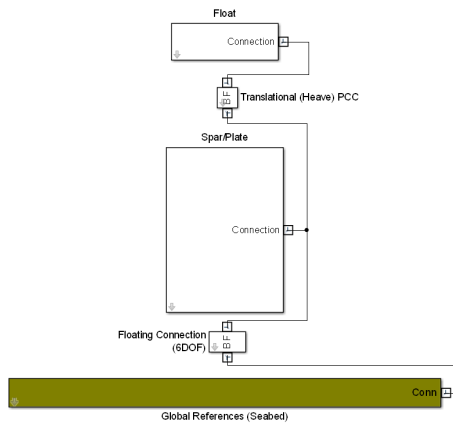 Float
Connection
B F
Translational (Heave) PCC
Spar/Plate
Connection
Floating Connection
(6DOF)
B F
Conn
Global References (Seabed)